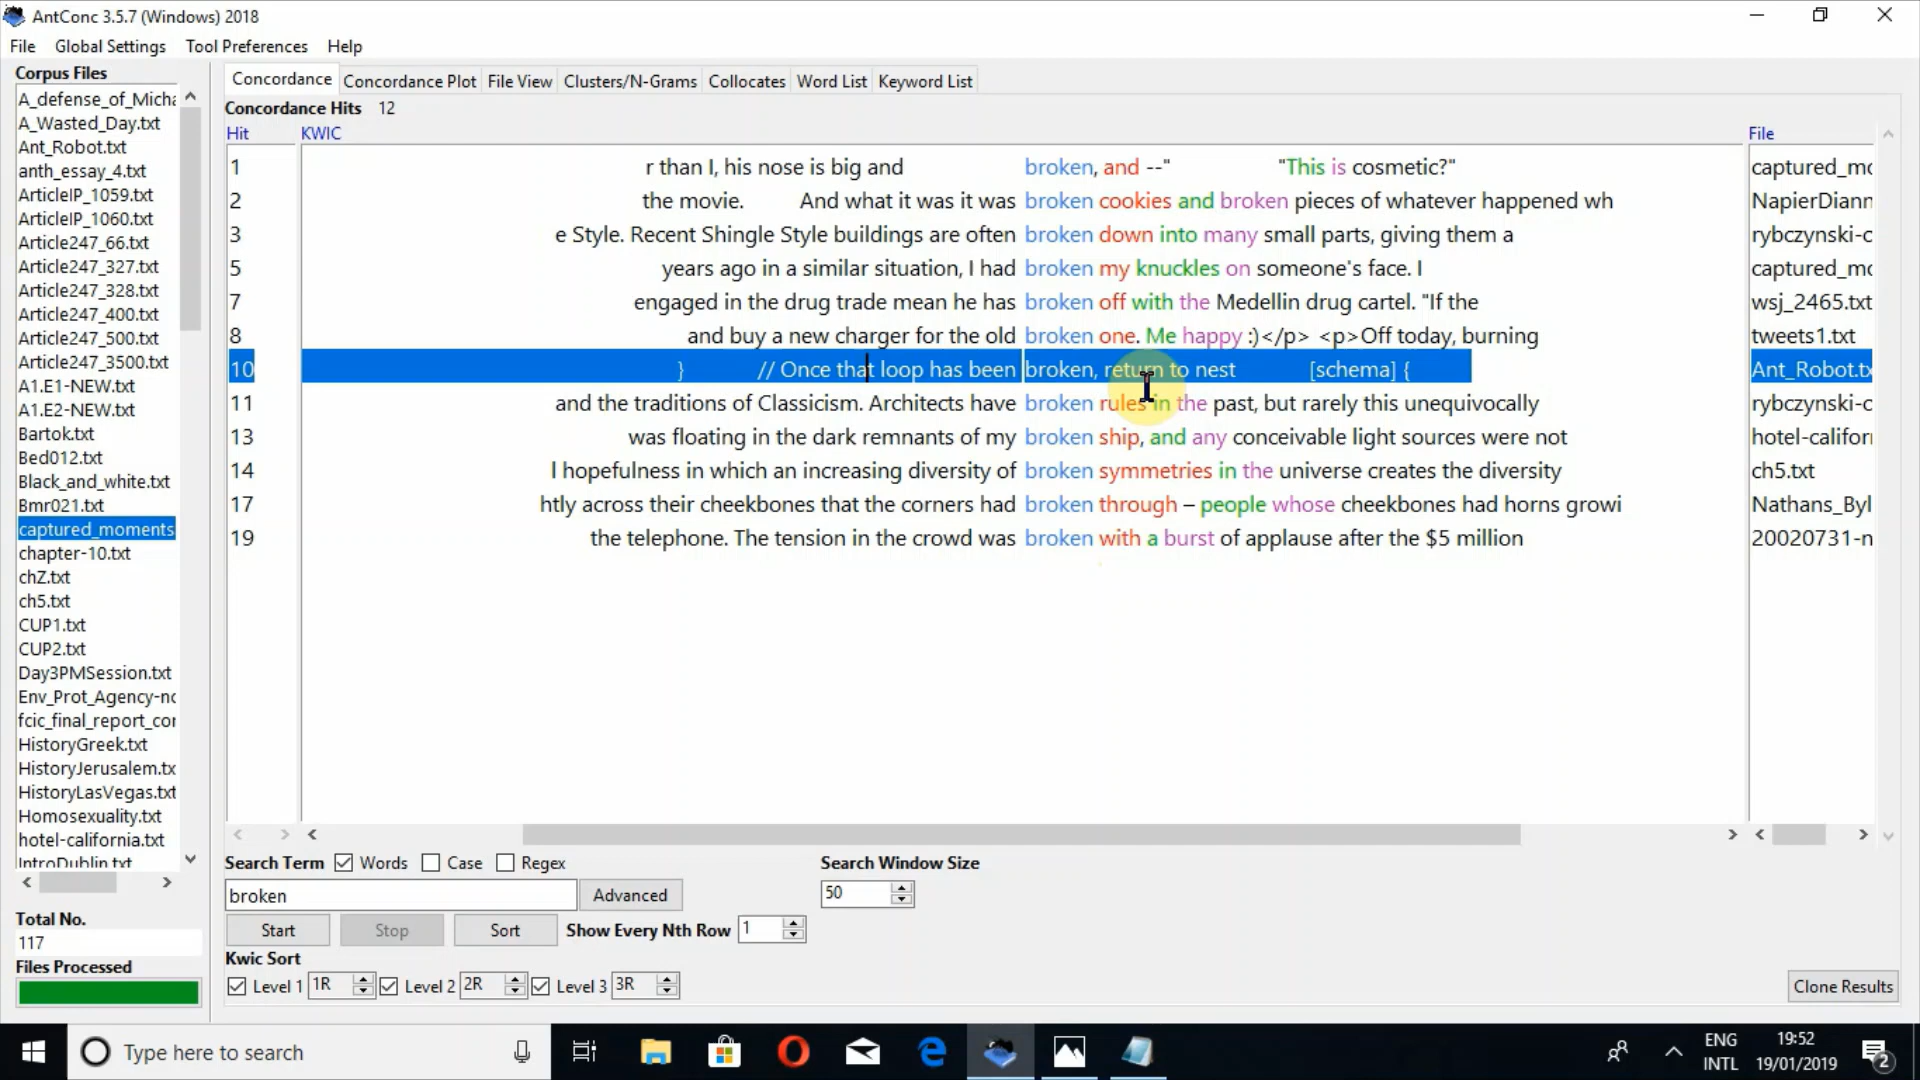 AntConc 3.5.7 (Windows) 2018
File Global Settings Tool Preferences Help
Corpus Files
A_defense_of_Micha
A_Wasted_Day.txt
Ant_Robot.txt
anth_essay_4.txt
ArticleIP_1059.txt
ArticleIP_1060.txt
Article247_66.txt
Article247_327.txt
Article247_328.txt
Article247_400.txt
Article247_500.txt
Article247_3500.txt
A1.E1-NEW.txt
A1.E2-NEW.txt
Bartok.txt
Bed012.txt
Black_and_white.txt
Bmr021.txt
captured_moments
chapter-10.txt
chZ.txt
ch5.txt
CUP1.txt
CUP2.txt
Day3PMSession.txt
Env_Prot_Agency-nc
fcic_final_report_cor
HistoryGreek.txt
HistoryJerusalem.tx
HistoryLasVegas.txt
Homosexuality.txt
hotel-california.txt
IntroDublin.txt
Total No.
117
Files Processed
Concordance Concordance Plot File View Clusters/N-Grams Collocates Word List Keyword List
Concordance Hits 12
Hit KWIC File
1 r than I, his nose is big and broken, and --" "This is cosmetic?" captured_mo
2 the movie. And what it was it was broken cookies and broken pieces of whatever happened wh NapierDiann
3 e Style. Recent Shingle Style buildings are often broken down into many small parts, giving them a rybczynski-c
5 years ago in a similar situation, I had broken my knuckles on someone's face. I captured_mo
7 engaged in the drug trade mean he has broken off with the Medellin drug cartel. "If the wsj_2465.txt
8 and buy a new charger for the old broken one. Me happy :)</p> <p>Off today, burning tweets1.txt
10 } // Once that loop has been broken, return to nest [schema] { Ant_Robot.tx
11 and the traditions of Classicism. Architects have broken rules in the past, but rarely this unequivocally rybczynski-c
13 was floating in the dark remnants of my broken ship, and any conceivable light sources were not hotel-californ
14 l hopefulness in which an increasing diversity of broken symmetries in the universe creates the diversity ch5.txt
17 htly across their cheekbones that the corners had broken through – people whose cheekbones had horns growi Nathans_Byl
19 the telephone. The tension in the crowd was broken with a burst of applause after the $5 million 20020731-n
Search Term Words Case Regex Search Window Size
broken Advanced 50
Start Stop Sort Show Every Nth Row 1
Kwic Sort
Level 1 1R Level 2 2R Level 3 3R Clone Results
Type here to search
ENG 19:52
INTL 19/01/2019 2